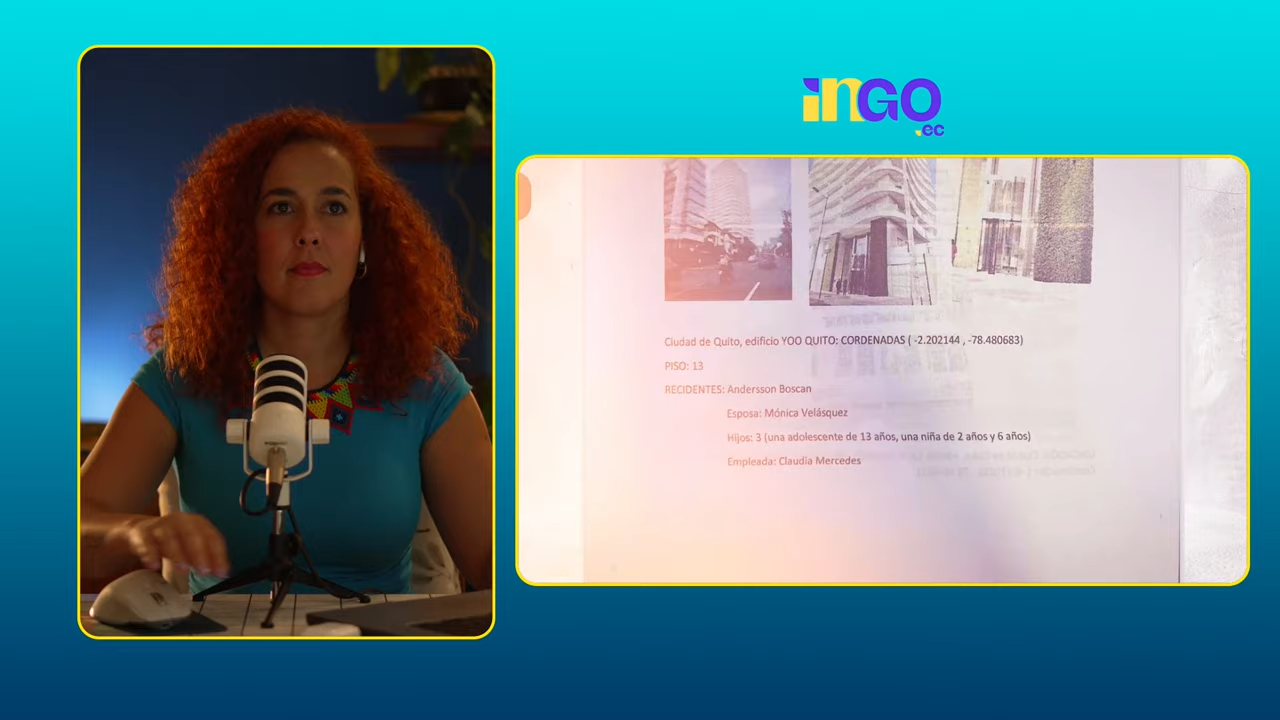 inGO
.ec
Ciudad de Quito, edificio YOO QUITO: CORDENADAS ( -2.202144 , -78.480683)
PISO: 13
RECIDENTES: Andersson Boscan
Esposa: Mónica Velásquez
Hijos: 3 (una adolescente de 13 años, una niña de 2 años y 6 años)
Empleada: Claudia Mercedes